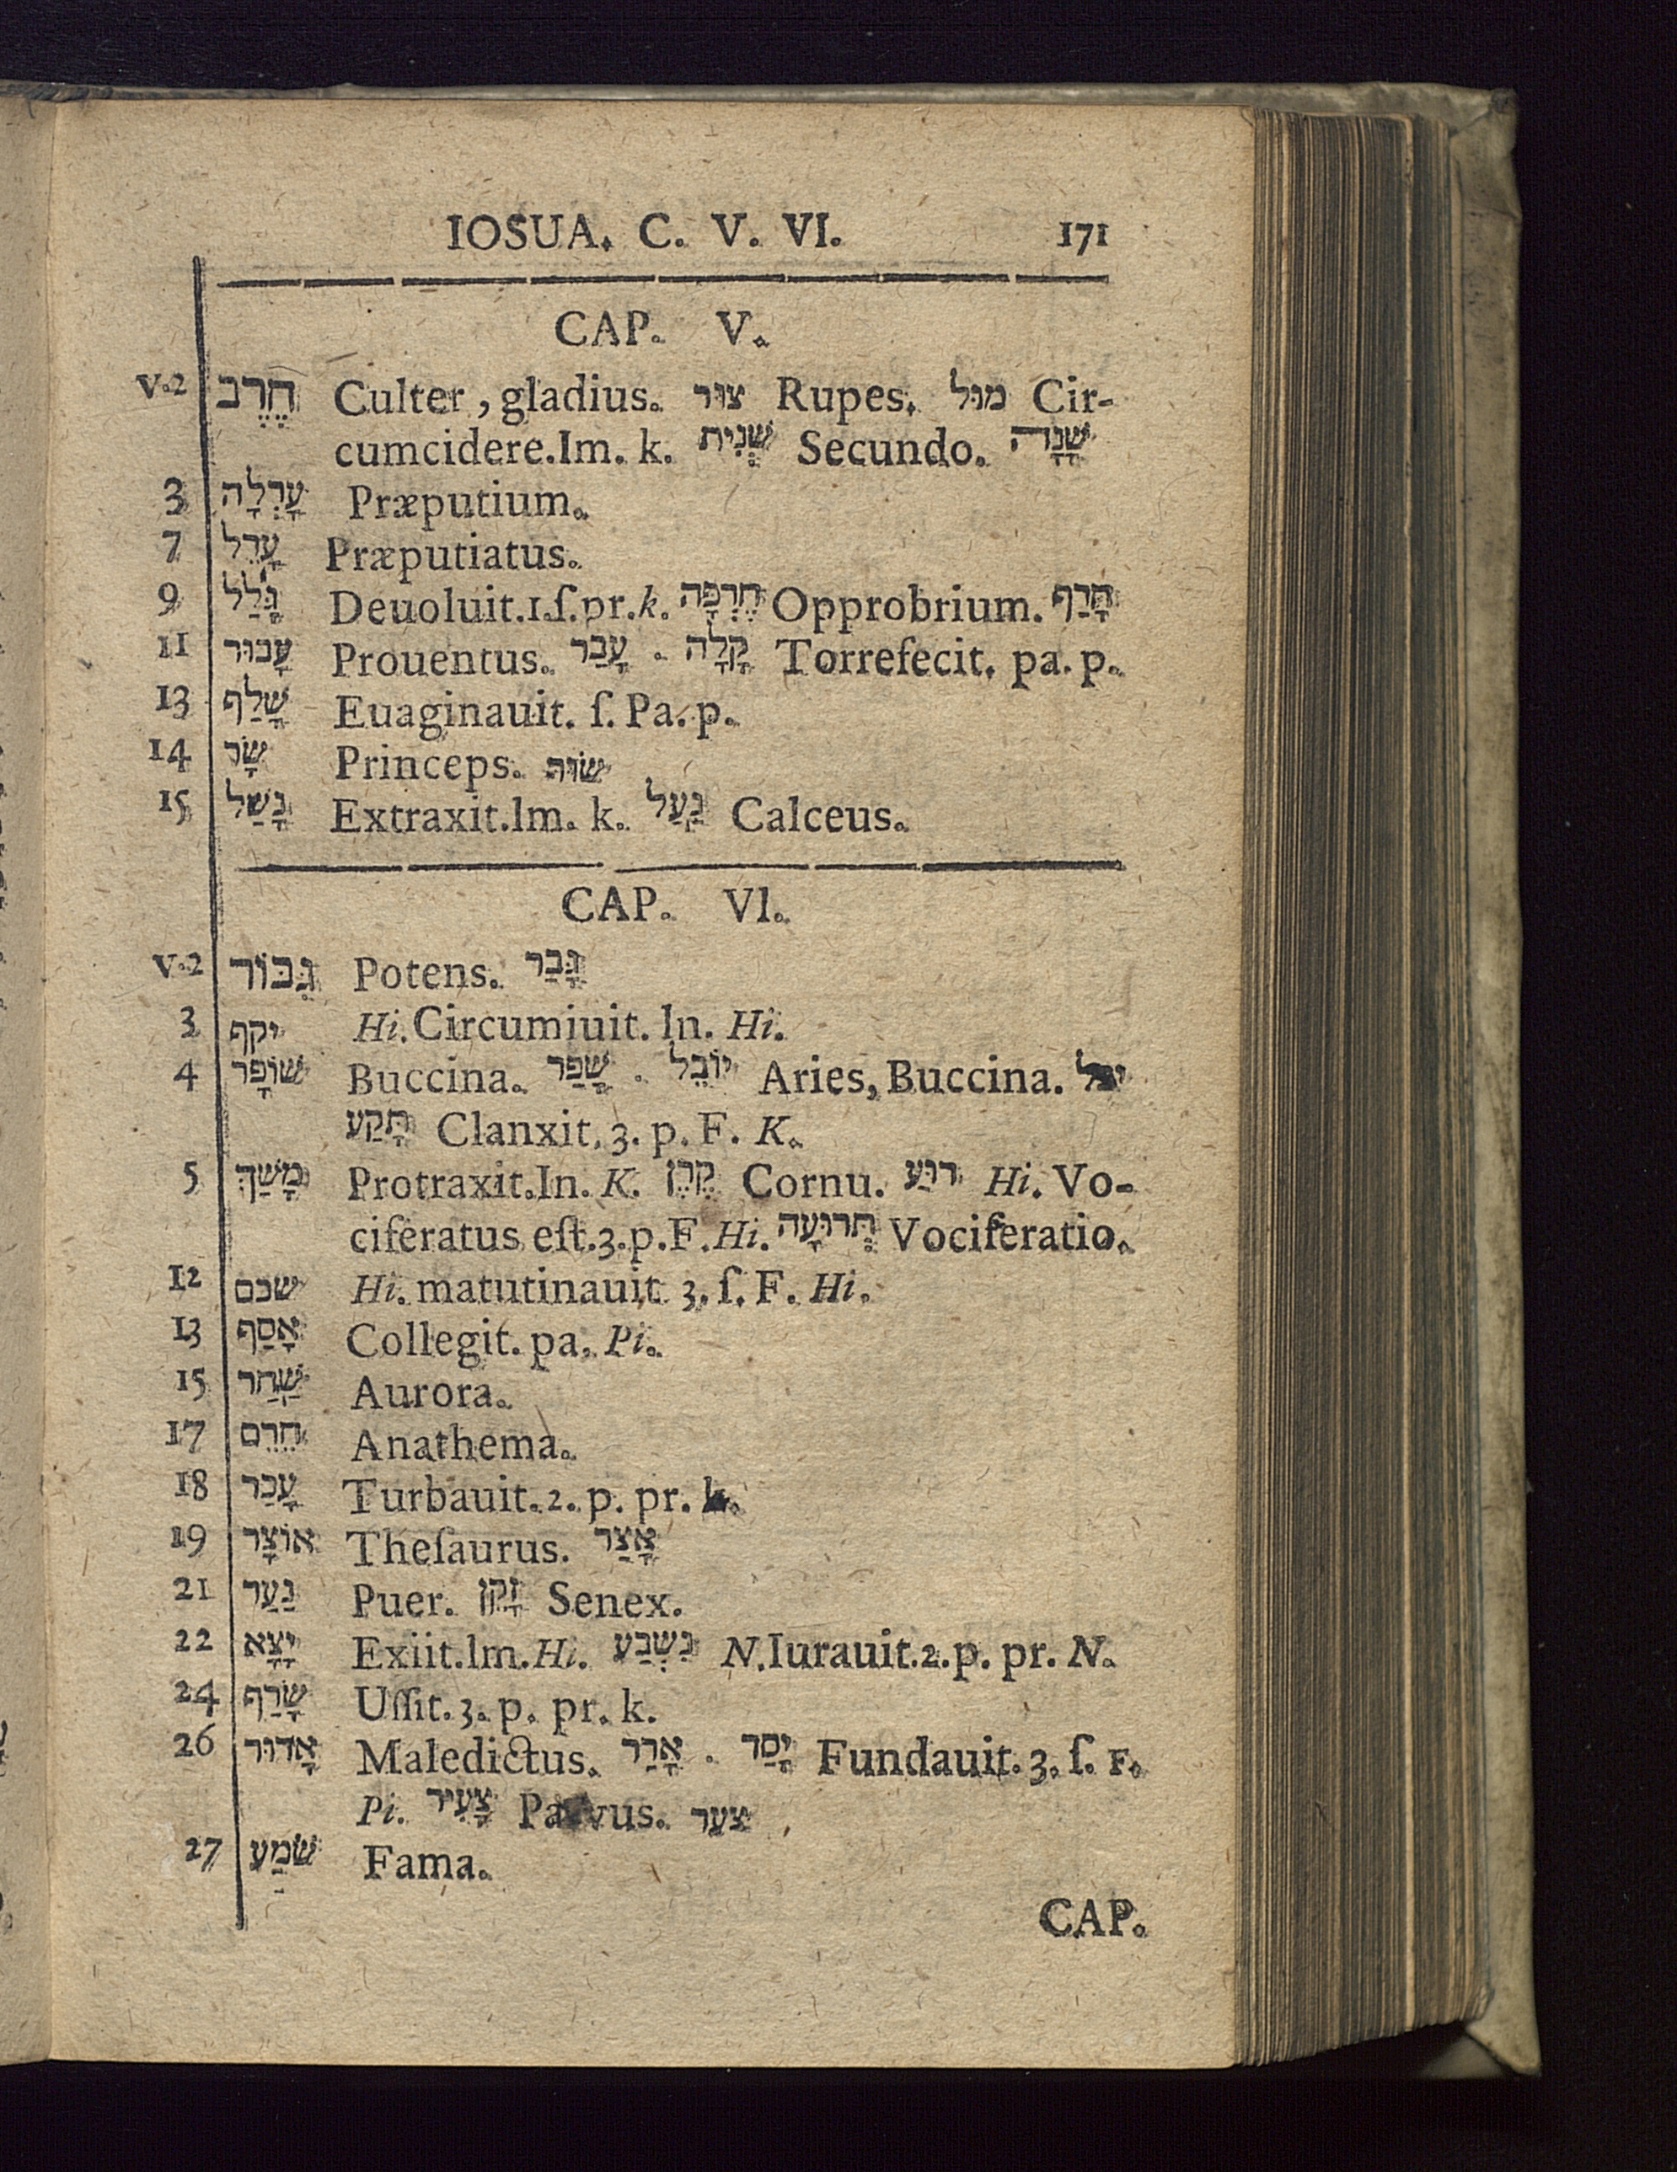 IOSUA. C. V. VI. 171
CAP. V.
V.2 חֶרֶב Culter, gladius. צוּר Rupes. מוּל Cir-
cumcidere.Im. k. שֵׁנִית Secundo. שָׁנָה
3 עָרְלָה Præputium.
7 עָרֵל Præputiatus.
9 גָּלַל Deuoluit.1.ſ.pr.k. חֶרְפָּה Opprobrium. חָרַף
11 עָבוּר Prouentus. עָבַר . קָלָה Torrefecit. pa. p.
13 שָׁלַף Euaginauit. ſ. Pa. p.
14 שָׂר Princeps.
15 נָשַׁל Extraxit.Im. k. נַעַל Calceus.
CAP. VI.
V.2 גִּבּוֹר Potens. גָּבַר
3 יקף Hi.Circumiuit. In. Hi.
4 שׁוֹפָר Buccina. שָׁפַר . יוֹבֵל Aries, Buccina.
תָּקַע Clanxit. 3. p. F. K.
5 מָשַׁךְ Protraxit.In. K. קֶרֶן Cornu. רוּעַ Hi. Vo-
ciferatus eſt.3.p.F.Hi. תְּרוּעָה Vociferatio.
12 שכם Hi. matutinauit 3. ſ. F. Hi.
13 אָסַף Collegit. pa. Pi.
15 שַׁחַר Aurora.
17 חֵרֶם Anathema.
18 עָכַר Turbauit.2. p. pr. k.
19 אוֹצָר Theſaurus. אָצַר
21 נַעַר Puer. זָקֵן Senex.
22 יָצָא Exiit.Im.Hi. נִשְׁבַּע N.Iurauit.2.p. pr. N.
24 שָׂרַף Uſſit. 3. p. pr. k.
26 אָרוּר Maledictus. אָרַר . יָסַר Fundauit. 3. ſ. F.
Pi. צָעִיר Parvus. צער
27 שֹׁמַע Fama.
CAP.